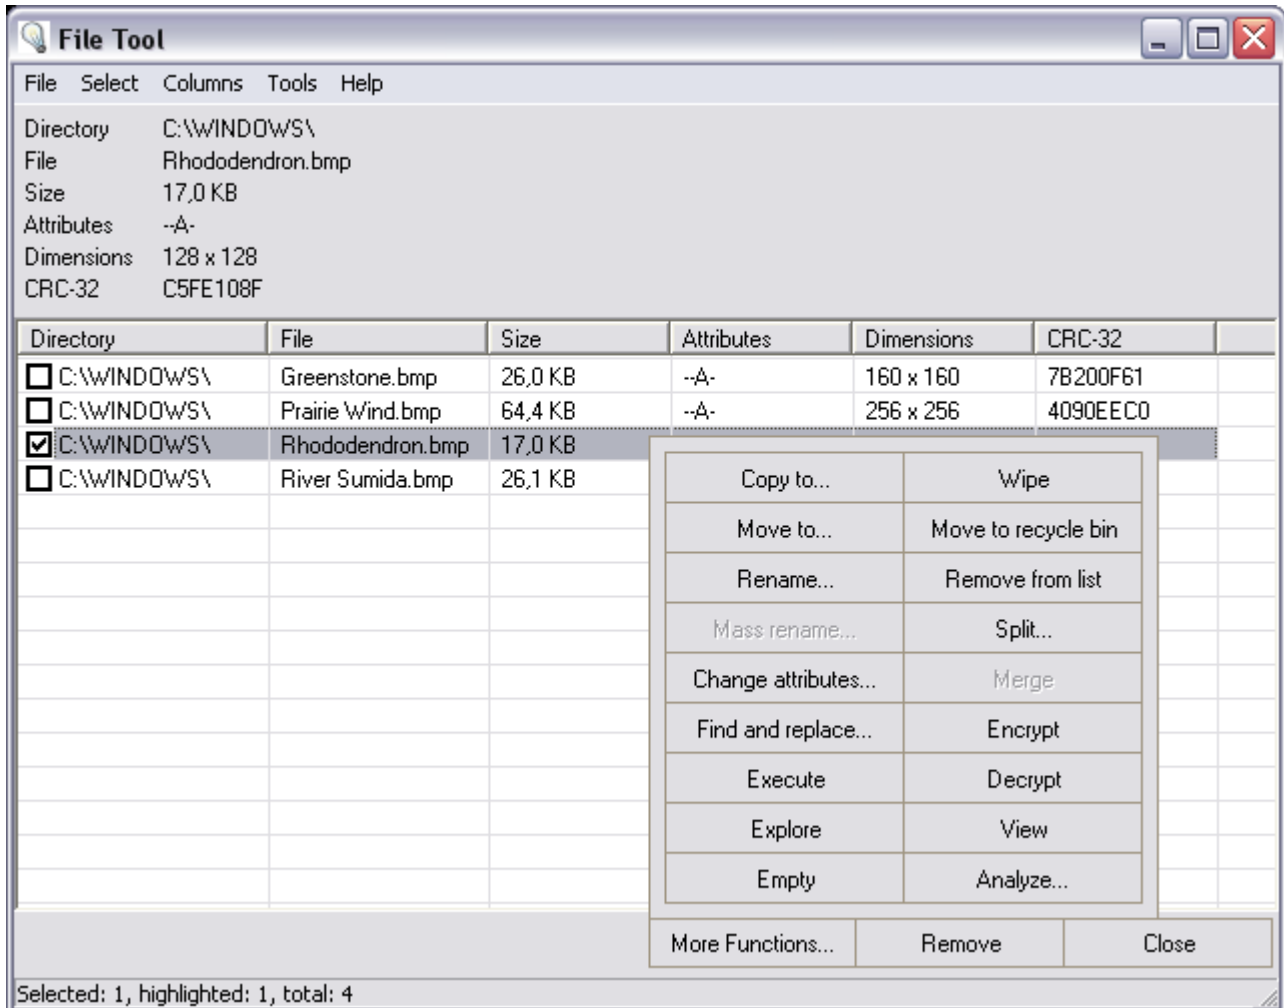 File Tool
File Select Columns Tools Help
Directory C:\WINDOWS\
File Rhododendron.bmp
Size 17,0 KB
Attributes --A-
Dimensions 128 x 128
CRC-32 C5FE108F
Directory File Size Attributes Dimensions CRC-32
C:\WINDOWS\ Greenstone.bmp 26,0 KB --A- 160 x 160 7B200F61
C:\WINDOWS\ Prairie Wind.bmp 64,4 KB --A- 256 x 256 4090EEC0
C:\WINDOWS\ Rhododendron.bmp 17,0 KB
C:\WINDOWS\ River Sumida.bmp 26,1 KB
Copy to... Wipe
Move to... Move to recycle bin
Rename... Remove from list
Mass rename... Split...
Change attributes... Merge
Find and replace... Encrypt
Execute Decrypt
Explore View
Empty Analyze...
More Functions... Remove Close
Selected: 1, highlighted: 1, total: 4